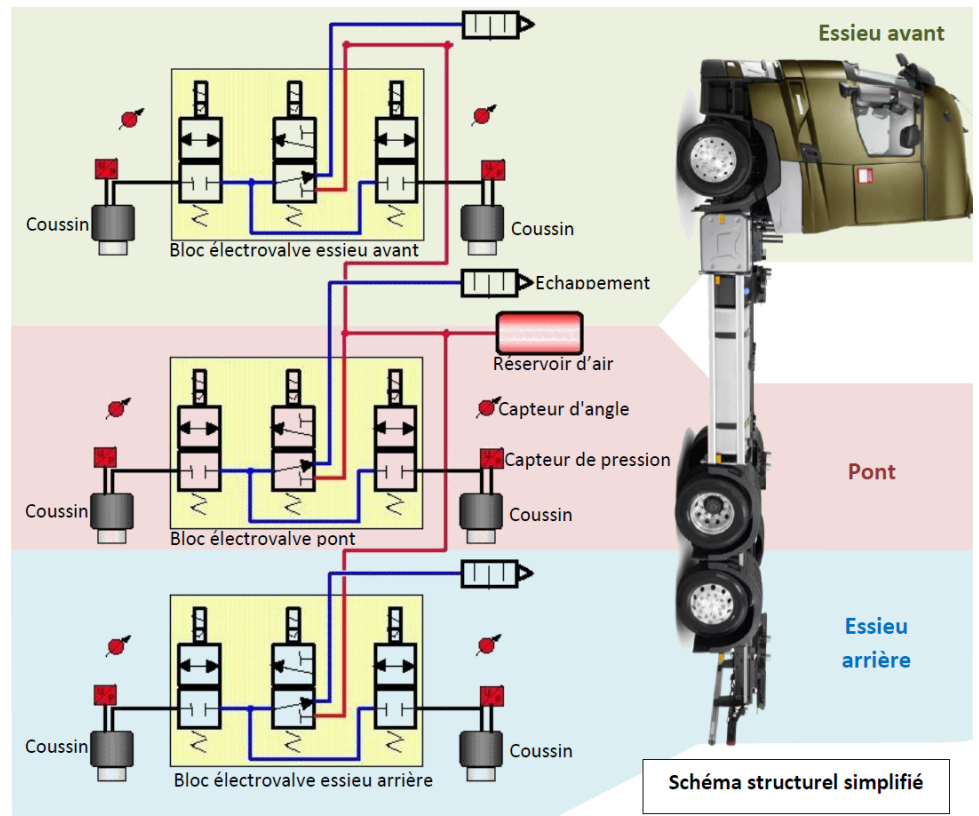 Essieu avant
Coussin
Coussin
Bloc électrovalve essieu avant
Echappement
Réservoir d’air
Capteur d'angle
Capteur de pression
Pont
Coussin
Coussin
Bloc électrovalve pont
Essieu
arrière
Coussin
Coussin
Bloc électrovalve essieu arrière
Schéma structurel simplifié